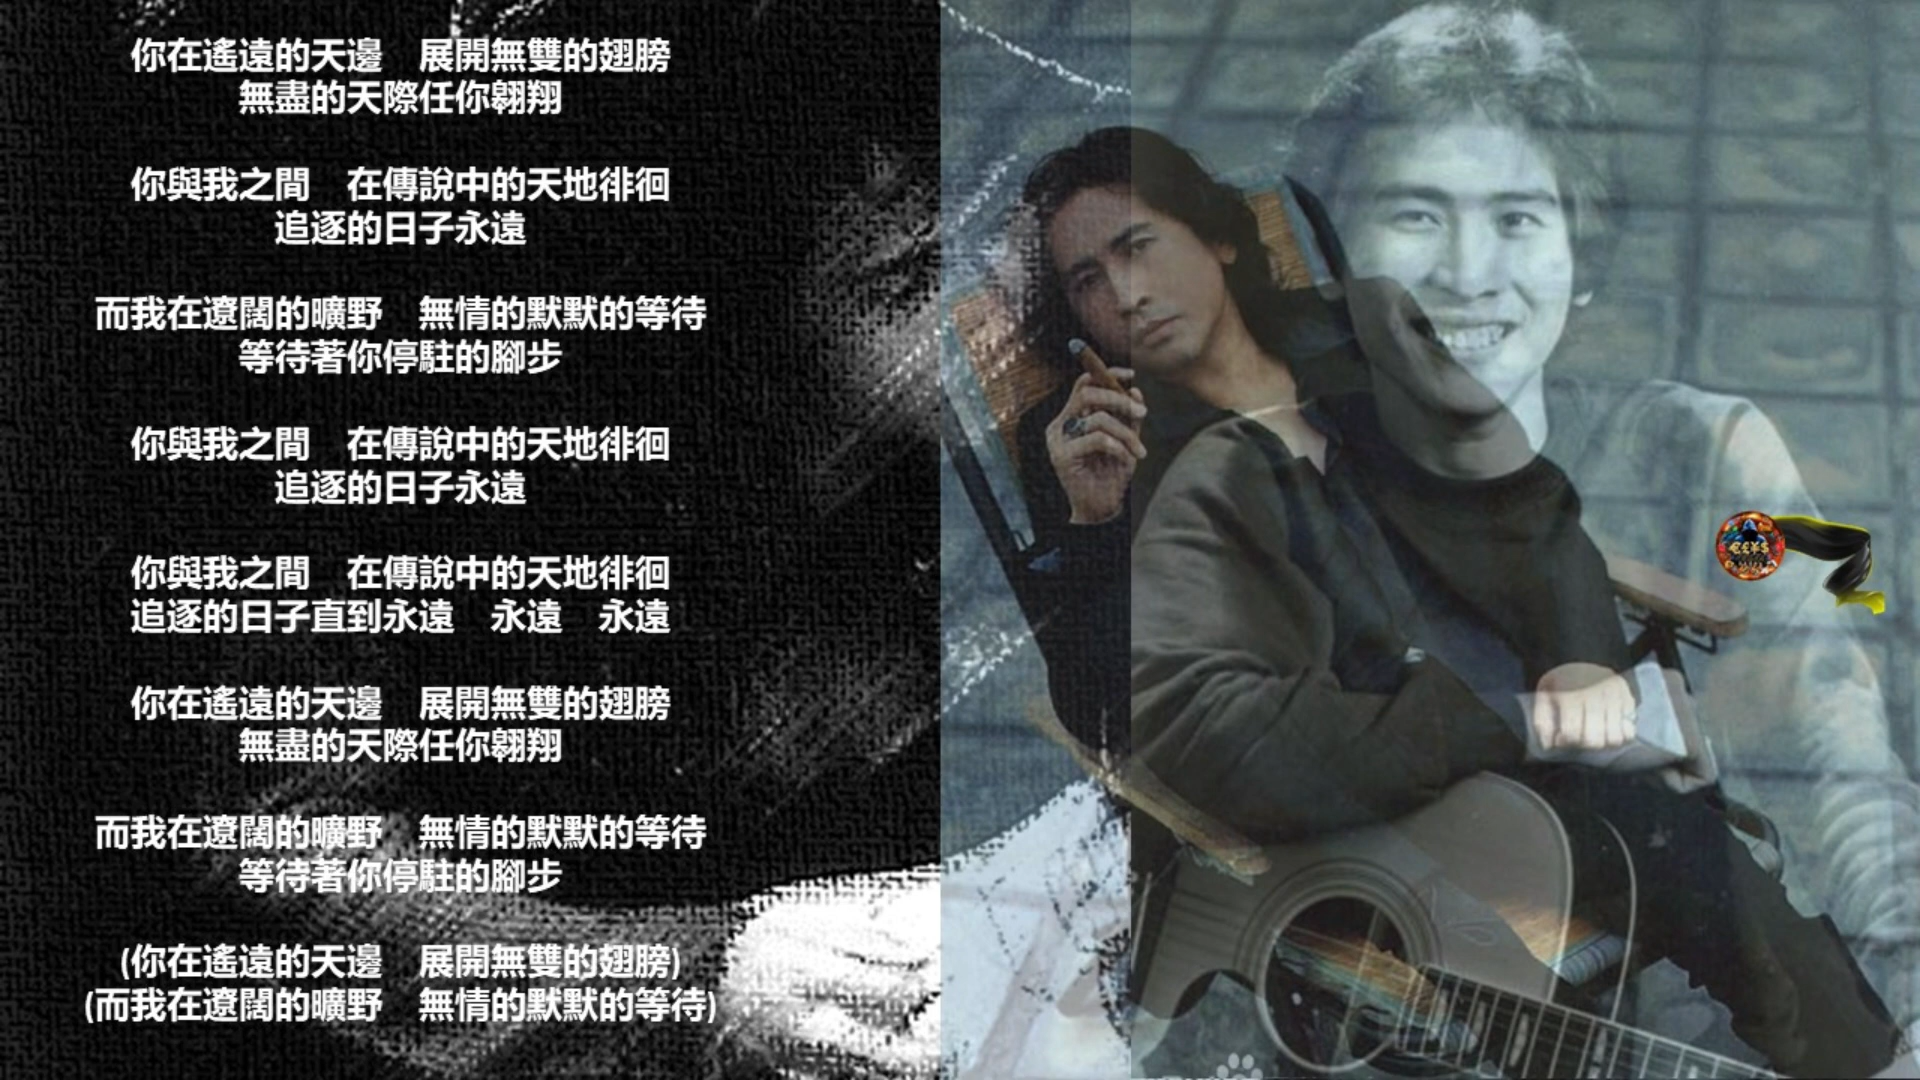 你在遙遠的天邊　展開無雙的翅膀
無盡的天際任你翱翔
你與我之間　在傳說中的天地徘徊
追逐的日子永遠
而我在遼闊的曠野　無情的默默的等待
等待著你停駐的腳步
你與我之間　在傳說中的天地徘徊
追逐的日子永遠
你與我之間　在傳說中的天地徘徊
追逐的日子直到永遠　永遠　永遠
你在遙遠的天邊　展開無雙的翅膀
無盡的天際任你翱翔
而我在遼闊的曠野　無情的默默的等待
等待著你停駐的腳步
(你在遙遠的天邊　展開無雙的翅膀)
(而我在遼闊的曠野　無情的默默的等待)